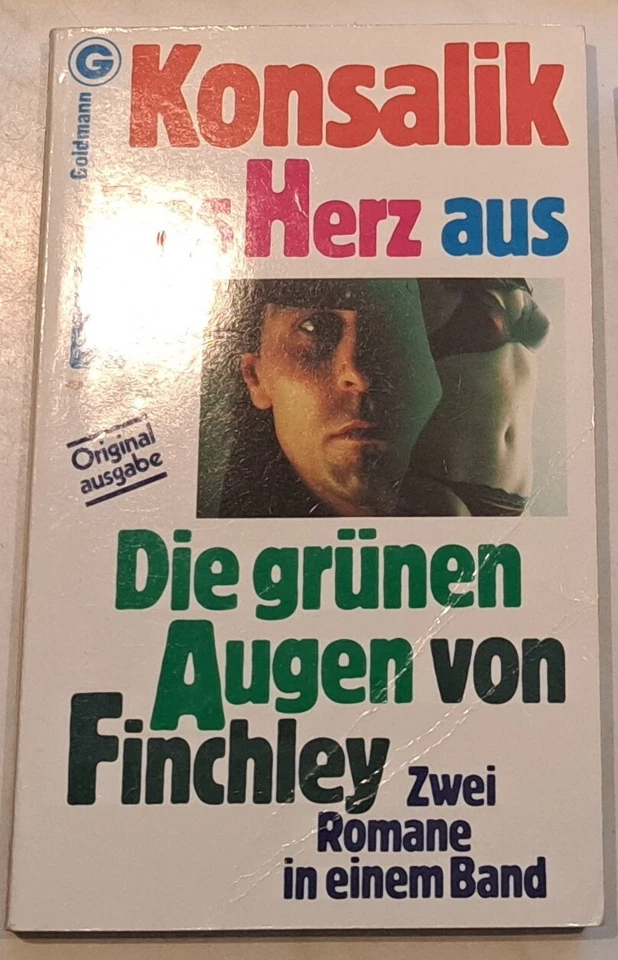 G
Goldmann
Konsalik
Herz aus
Original
ausgabe
Die grünen
Augen von
Finchley
Zwei
Romane
in einem Band